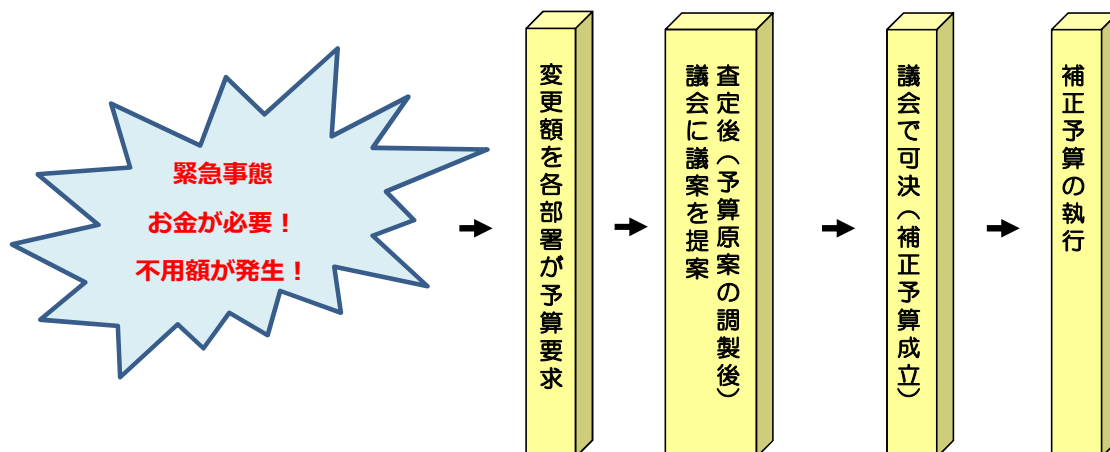 緊急事態
お金が必要！
不用額が発生！
変更額を各部署が予算要求
査定後（予算原案の調製後）
議会に議案を提案
議会で可決（補正予算成立）
補正予算の執行